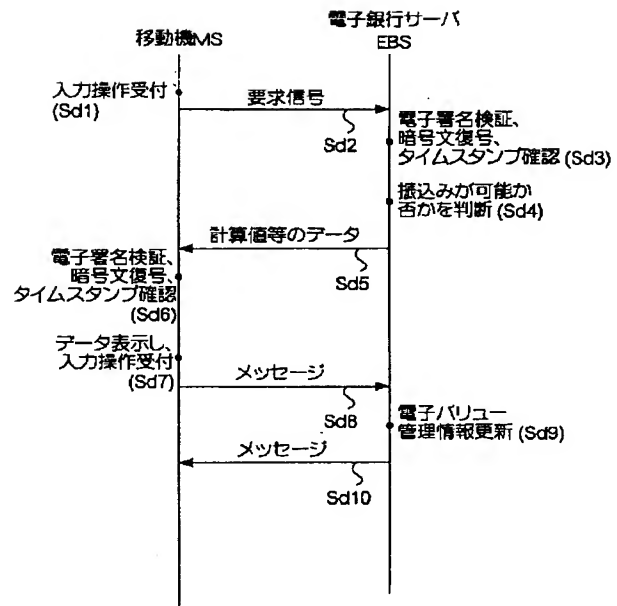 移動機MS
電子銀行サーバ
EBS
入力操作受付
(Sd1)
要求信号
Sd2
電子署名検証、
暗号文復号、
タイムスタンプ確認 (Sd3)
振込みが可能か
否かを判断 (Sd4)
計算値等のデータ
Sd5
電子署名検証、
暗号文復号、
タイムスタンプ確認
(Sd6)
データ表示し、
入力操作受付
(Sd7)
メッセージ
Sd8
電子バリュー
管理情報更新 (Sd9)
メッセージ
Sd10